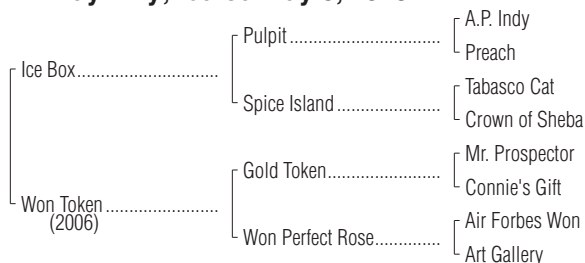 A.P. Indy
Pulpit
Preach
Ice Box
Tabasco Cat
Spice Island
Crown of Sheba
Mr. Prospector
Gold Token
Connie's Gift
Won Token
(2006)
Air Forbes Won
Won Perfect Rose
Art Gallery